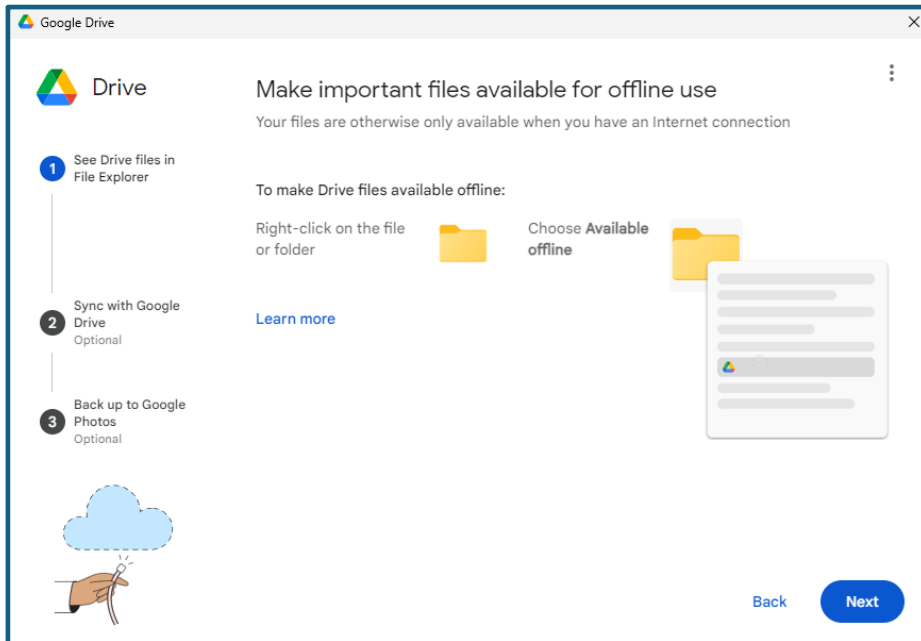 Google Drive
Drive
Make important files available for offline use
Your files are otherwise only available when you have an Internet connection
1
See Drive files in
File Explorer
To make Drive files available offline:
Right-click on the file
or folder
Choose Available
offline
Learn more
2
Sync with Google
Drive
Optional
3
Back up to Google
Photos
Optional
Back
Next